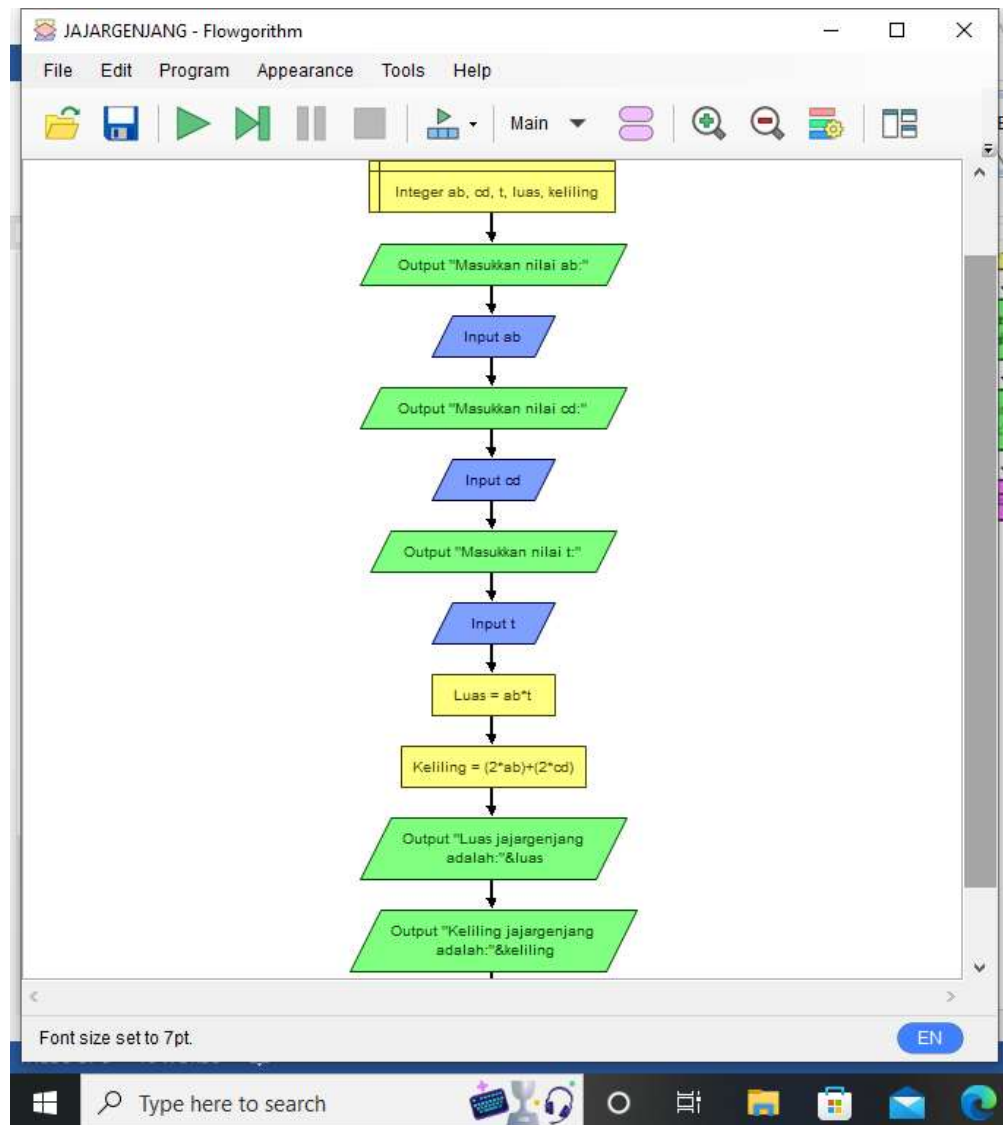 JAJARGENJANG - Flowgorithm
File Edit Program Appearance Tools Help
Main
Integer ab, cd, t, luas, keliling
Output "Masukkan nilai ab:"
Input ab
Output "Masukkan nilai cd:"
Input cd
Output "Masukkan nilai t:"
Input t
Luas = ab*t
Keliling = (2*ab)+(2*cd)
Output "Luas jajargenjang
adalah:"&luas
Output "Keliling jajargenjang
adalah:"&keliling
Font size set to 7pt.
EN
Type here to search